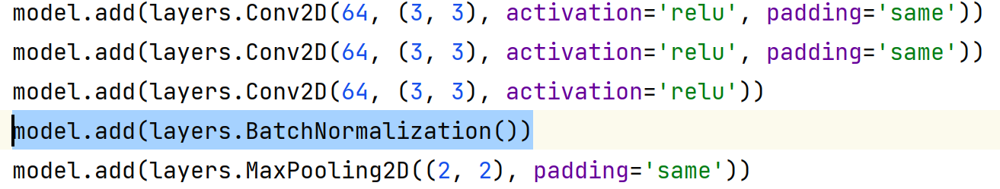 model.add(layers.Conv2D(64, (3, 3), activation='relu', padding='same'))
model.add(layers.Conv2D(64, (3, 3), activation='relu', padding='same'))
model.add(layers.Conv2D(64, (3, 3), activation='relu'))
model.add(layers.BatchNormalization())
model.add(layers.MaxPooling2D((2, 2), padding='same'))